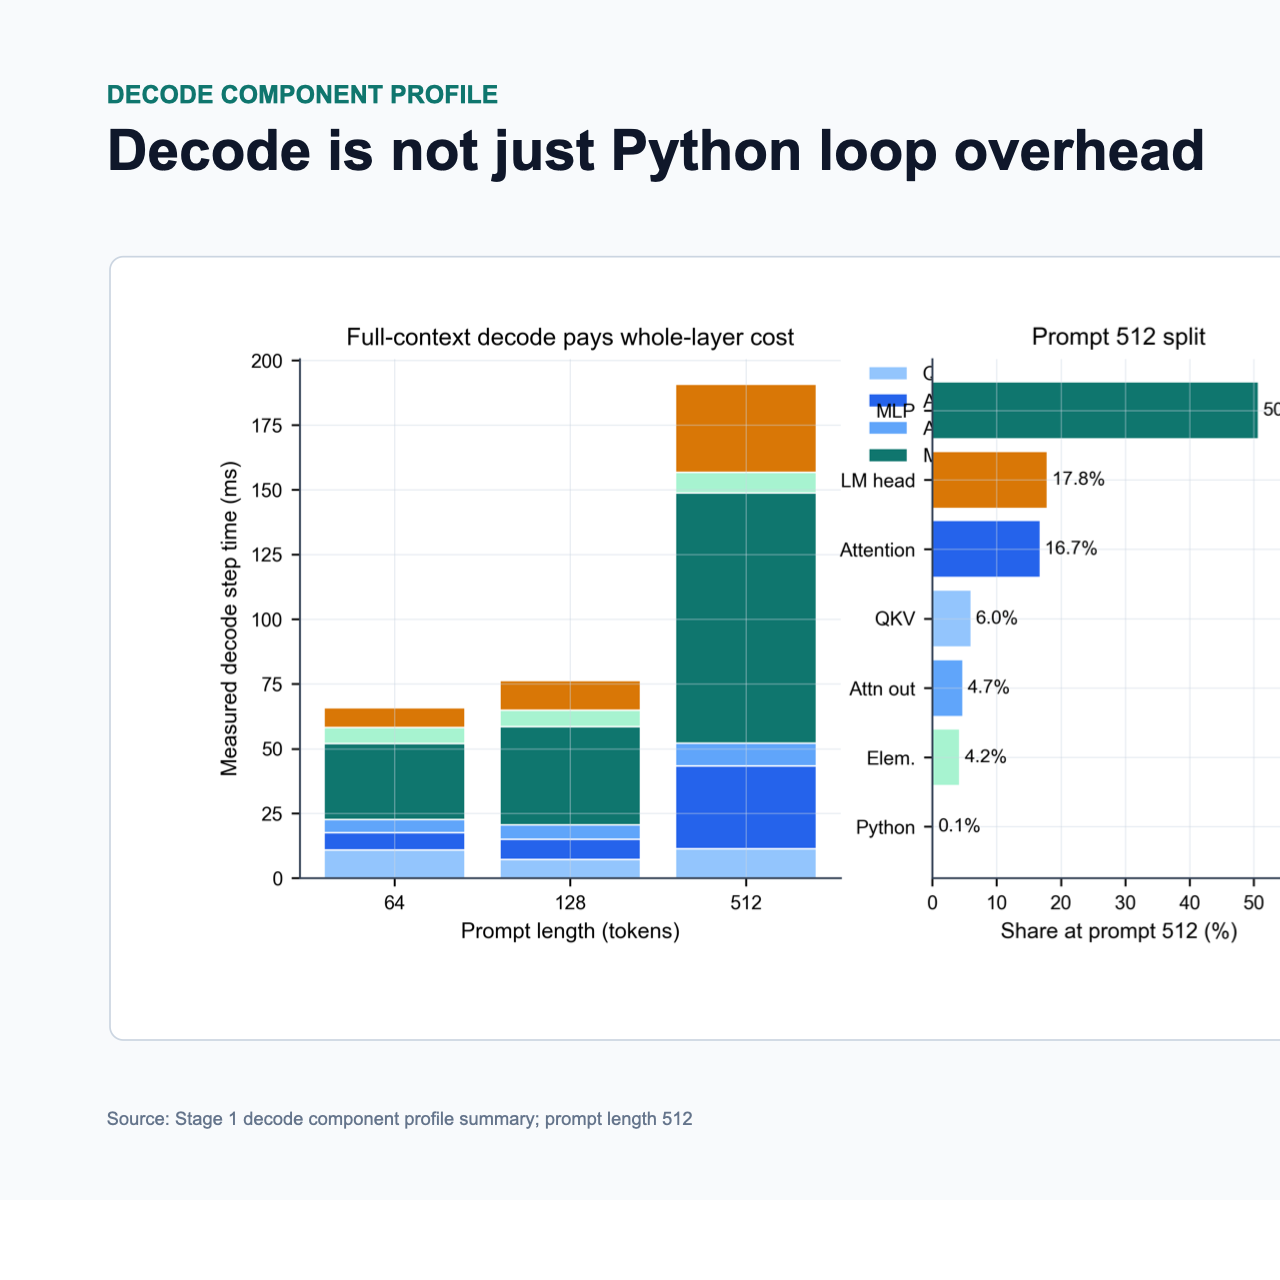 DECODE COMPONENT PROFILE
Decode is not just Python loop overhead
Full-context decode pays whole-layer cost
Measured decode step time (ms)
200
175
150
125
100
75
50
25
0
64
128
512
Prompt length (tokens)
Prompt 512 split
MLP
LM head
17.8%
Attention
16.7%
QKV
6.0%
Attn out
4.7%
Elem.
4.2%
Python
0.1%
0
10
20
30
40
50
Share at prompt 512 (%)
Source: Stage 1 decode component profile summary; prompt length 512